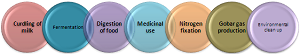 Curdling of
milk
Fermentation
Digestion
of food
Medicinal
use
Nitrogen
fixation
Gobar gas
production
Environmental
clean up